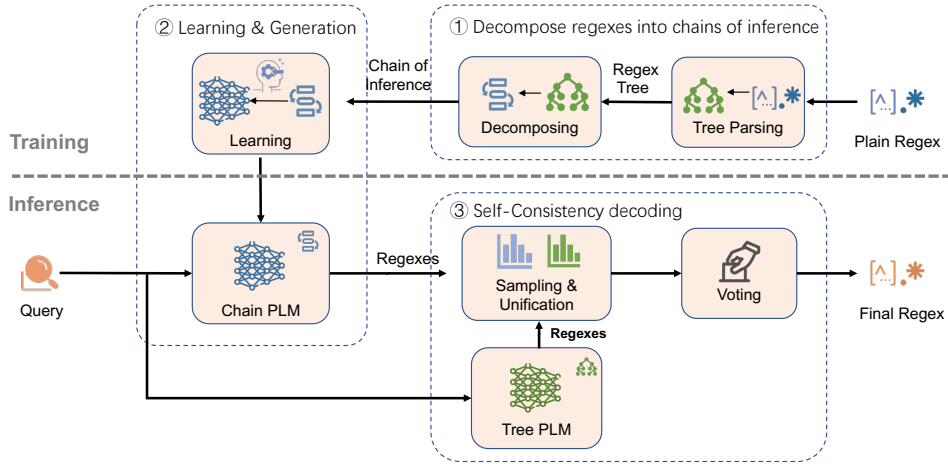 ② Learning & Generation
① Decompose regexes into chains of inference
Chain of
Inference
Regex
Tree
[^...].*
[^...].*
Learning
Decomposing
Tree Parsing
Plain Regex
Training
Inference
③ Self-Consistency decoding
Query
Chain PLM
Regexes
Sampling &
Unification
Voting
[^...].*
Final Regex
Regexes
Tree PLM